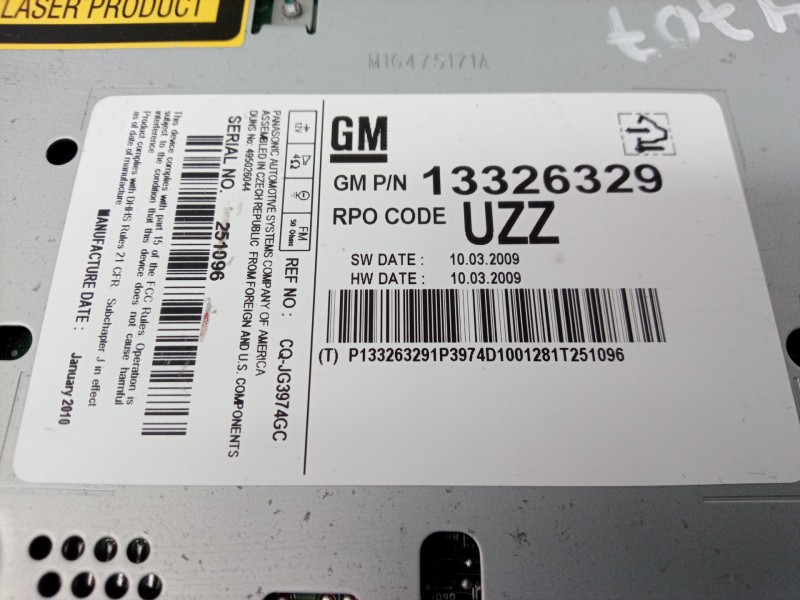 LASER PRODUCT
M16475171A
GM
GM P/N 13326329
RPO CODE UZZ
SW DATE : 10.03.2009
HW DATE : 10.03.2009
(T) P133263291P3974D1001281T251096
12V
4Ω
FM
50 Ohms
REF NO : CQ-JG3974GC
PANASONIC AUTOMOTIVE SYSTEMS COMPANY OF AMERICA
ASSEMBLED IN CZECH REPUBLIC FROM FOREIGN AND U.S. COMPONENTS
DUNS No: 495028044
SERIAL NO. 251096
This device complies with part 15 of the FCC Rules Operation is
subject to the condition that this device does not cause harmful
interference
Product complies with DHHS Rules 21 CFR Subchapter J in effect
as of date of manufacture
MANUFACTURE DATE : January 2010